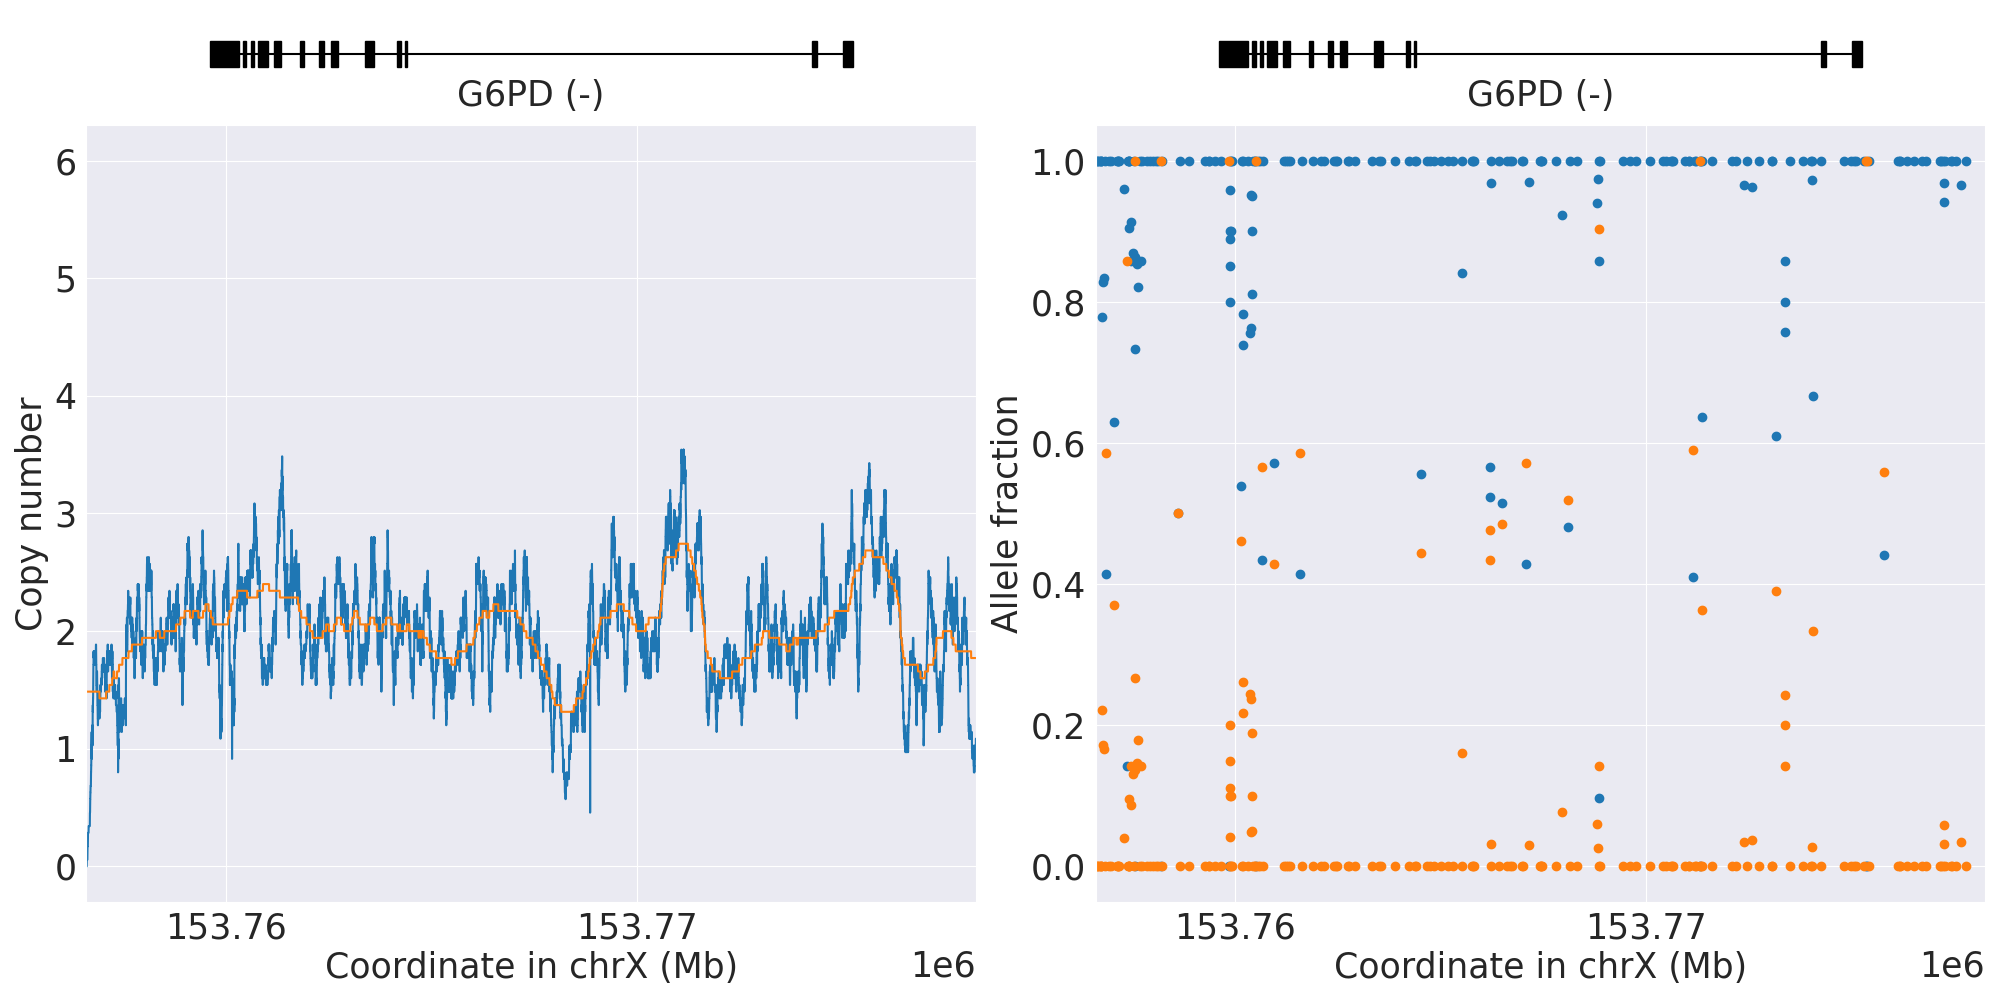 G6PD (-)
6
5
4
3
2
1
0
Copy number
153.76
153.77
Coordinate in chrX (Mb)
1e6
G6PD (-)
1.0
0.8
0.6
0.4
0.2
0.0
Allele fraction
153.76
153.77
Coordinate in chrX (Mb)
1e6